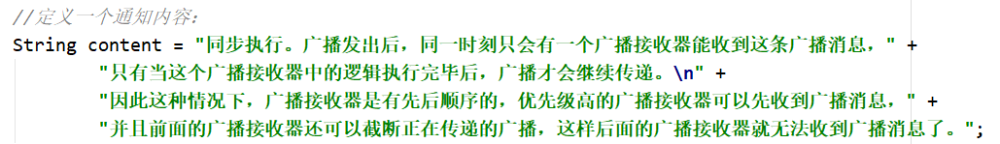 //定义一个通知内容：
String content = "同步执行。广播发出后，同一时刻只会有一个广播接收器能收到这条广播消息，" +
"只有当这个广播接收器中的逻辑执行完毕后，广播才会继续传递。\n" +
"因此这种情况下，广播接收器是有先后顺序的，优先级高的广播接收器可以先收到广播消息，" +
"并且前面的广播接收器还可以截断正在传递的广播，这样后面的广播接收器就无法收到广播消息了。";